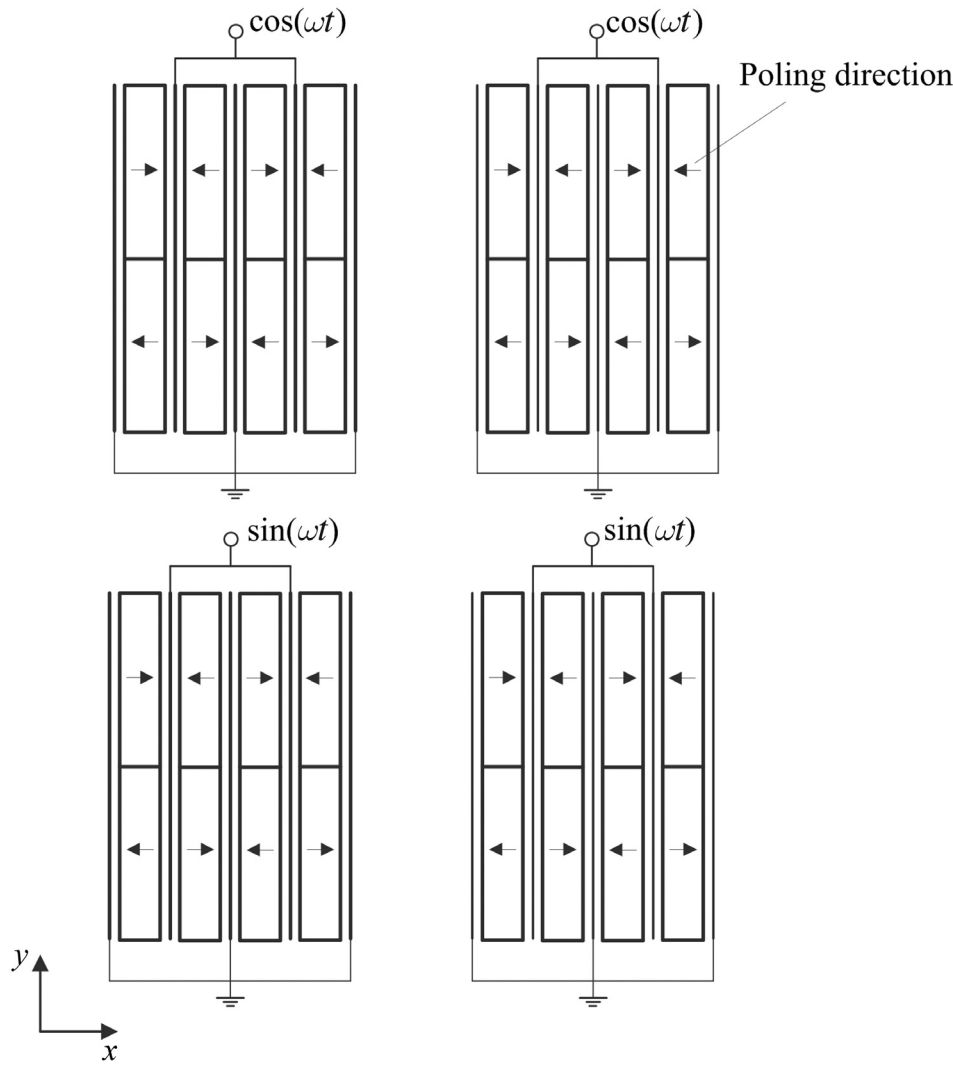 cos(ωt)
cos(ωt)
Poling direction
sin(ωt)
sin(ωt)
y
x